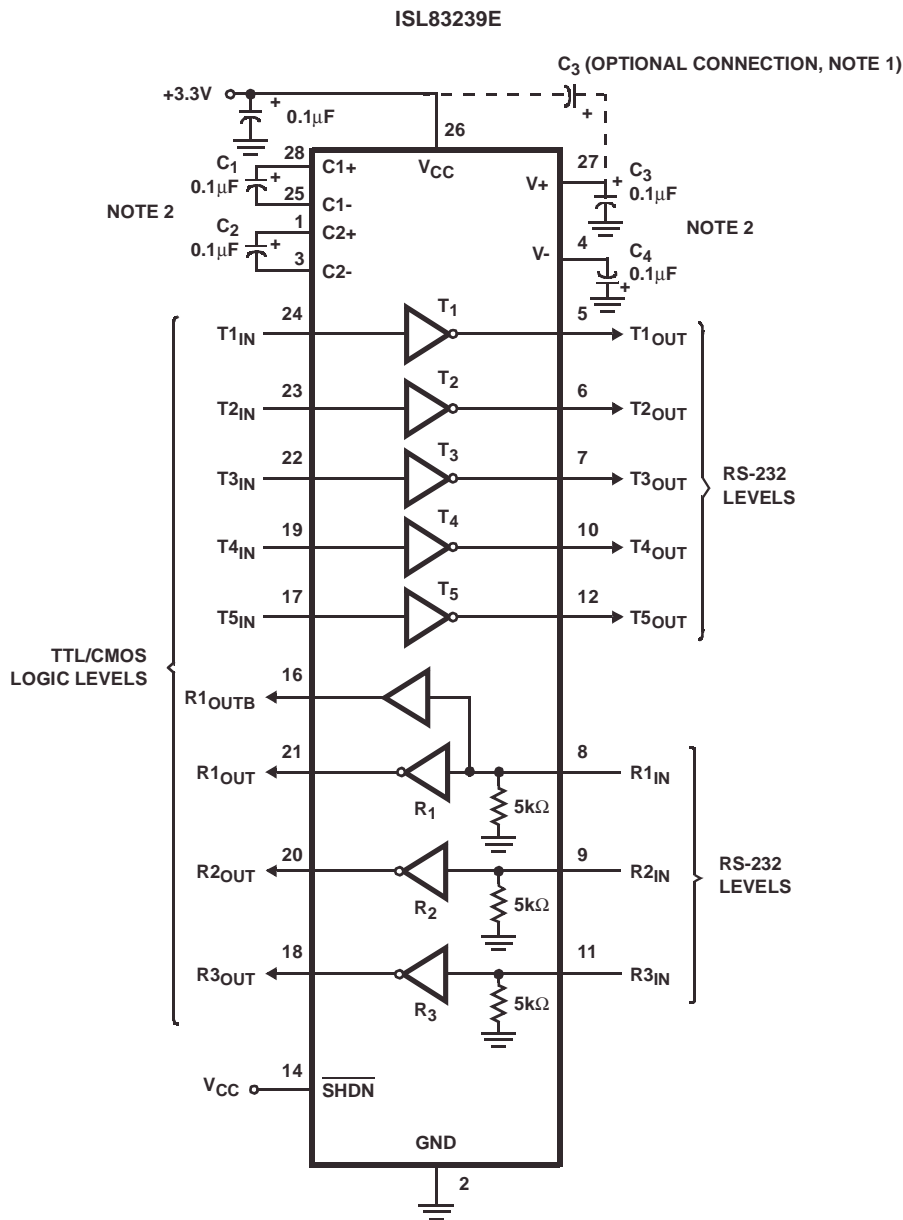 ISL83239E
C3 (OPTIONAL CONNECTION, NOTE 1)
+3.3V
+
0.1μF
+
26
VCC
28
C1+
C1
0.1μF
+
25
C1-
NOTE 2
1
C2+
C2
0.1μF
+
3
C2-
27
V+
+
C3
0.1μF
NOTE 2
4
V-
C4
0.1μF
+
T1IN
24
T1
5
T1OUT
T2IN
23
T2
6
T2OUT
T3IN
22
T3
7
T3OUT
RS-232
LEVELS
T4IN
19
T4
10
T4OUT
T5IN
17
T5
12
T5OUT
TTL/CMOS
LOGIC LEVELS
R1OUTB
16
R1OUT
21
R1
5kΩ
8
R1IN
R2OUT
20
R2
5kΩ
9
R2IN
RS-232
LEVELS
R3OUT
18
R3
5kΩ
11
R3IN
VCC
14
SHDN
GND
2